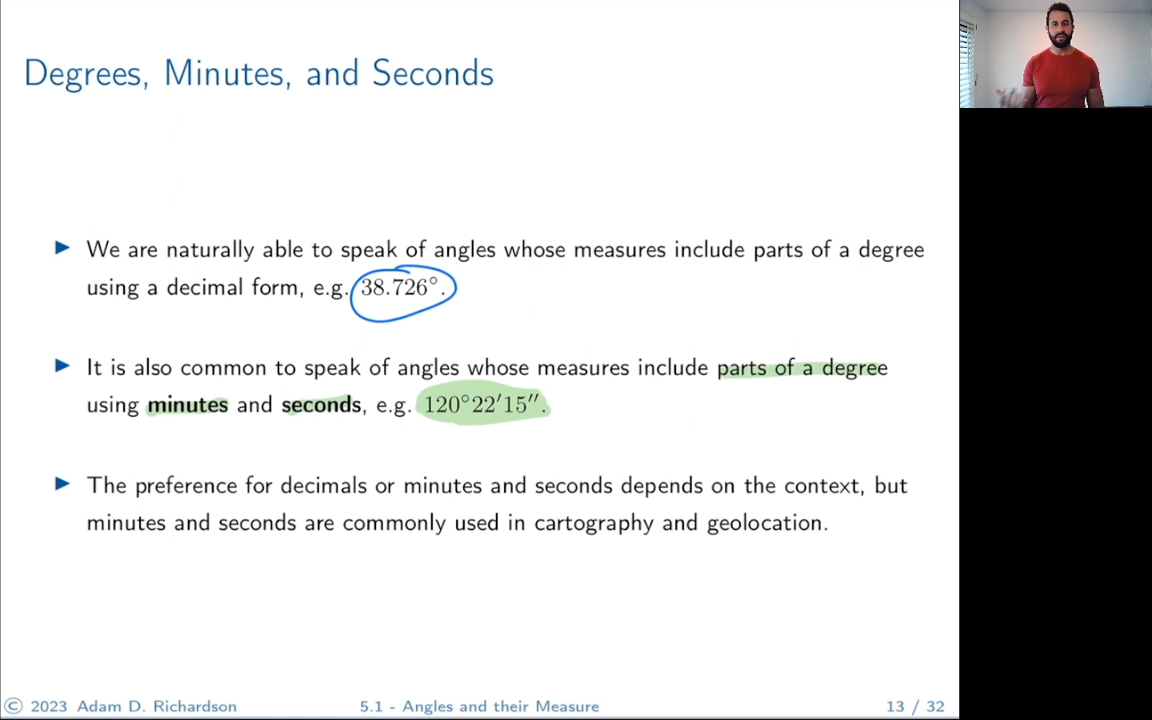 Degrees, Minutes, and Seconds
▶ We are naturally able to speak of angles whose measures include parts of a degree
using a decimal form, e.g. 38.726°.
▶ It is also common to speak of angles whose measures include parts of a degree
using minutes and seconds, e.g. 120°22′15″.
▶ The preference for decimals or minutes and seconds depends on the context, but
minutes and seconds are commonly used in cartography and geolocation.
© 2023 Adam D. Richardson 5.1 - Angles and their Measure 13 / 32